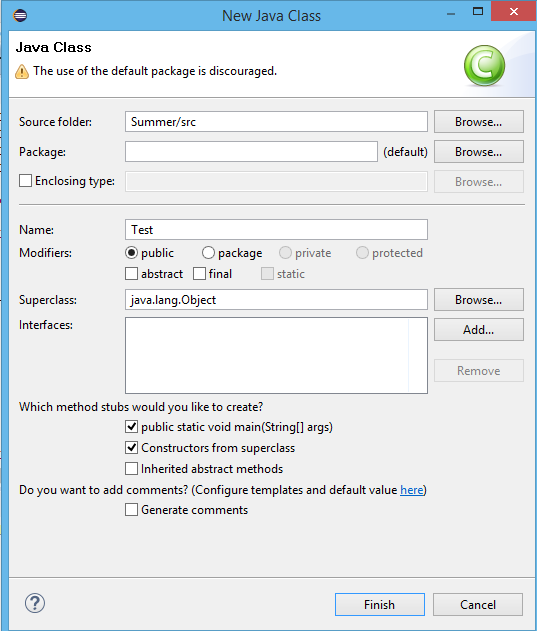 New Java Class
Java Class
The use of the default package is discouraged.
Source folder: Summer/src Browse...
Package: (default) Browse...
Enclosing type: Browse...
Name: Test
Modifiers: public package private protected
abstract final static
Superclass: java.lang.Object Browse...
Interfaces: Add...
Remove
Which method stubs would you like to create?
public static void main(String[] args)
Constructors from superclass
Inherited abstract methods
Do you want to add comments? (Configure templates and default value here)
Generate comments
? Finish Cancel